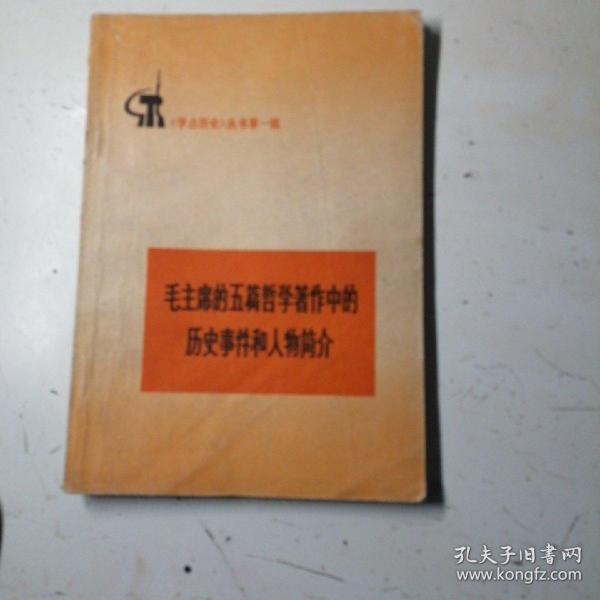 《学点历史》丛书第一辑
毛主席的五篇哲学著作中的
历史事件和人物简介
孔夫子旧書网
www.kongfz.com